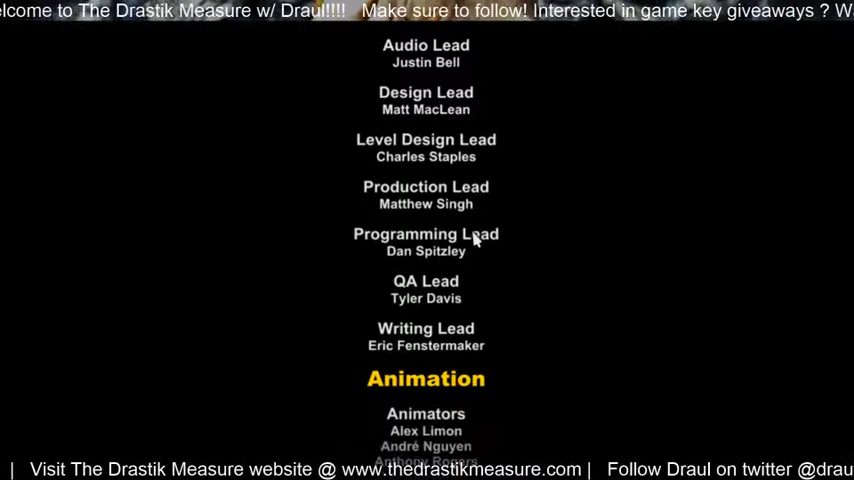 elcome to The Drastik Measure w/ Draul!!!! Make sure to follow! Interested in game key giveaways ? W
Audio Lead
Justin Bell
Design Lead
Matt MacLean
Level Design Lead
Charles Staples
Production Lead
Matthew Singh
Programming Lead
Dan Spitzley
QA Lead
Tyler Davis
Writing Lead
Eric Fenstermaker
Animation
Animators
Alex Limon
André Nguyen
Anthony Rogers
| Visit The Drastik Measure website @ www.thedrastikmeasure.com | Follow Draul on twitter @drau